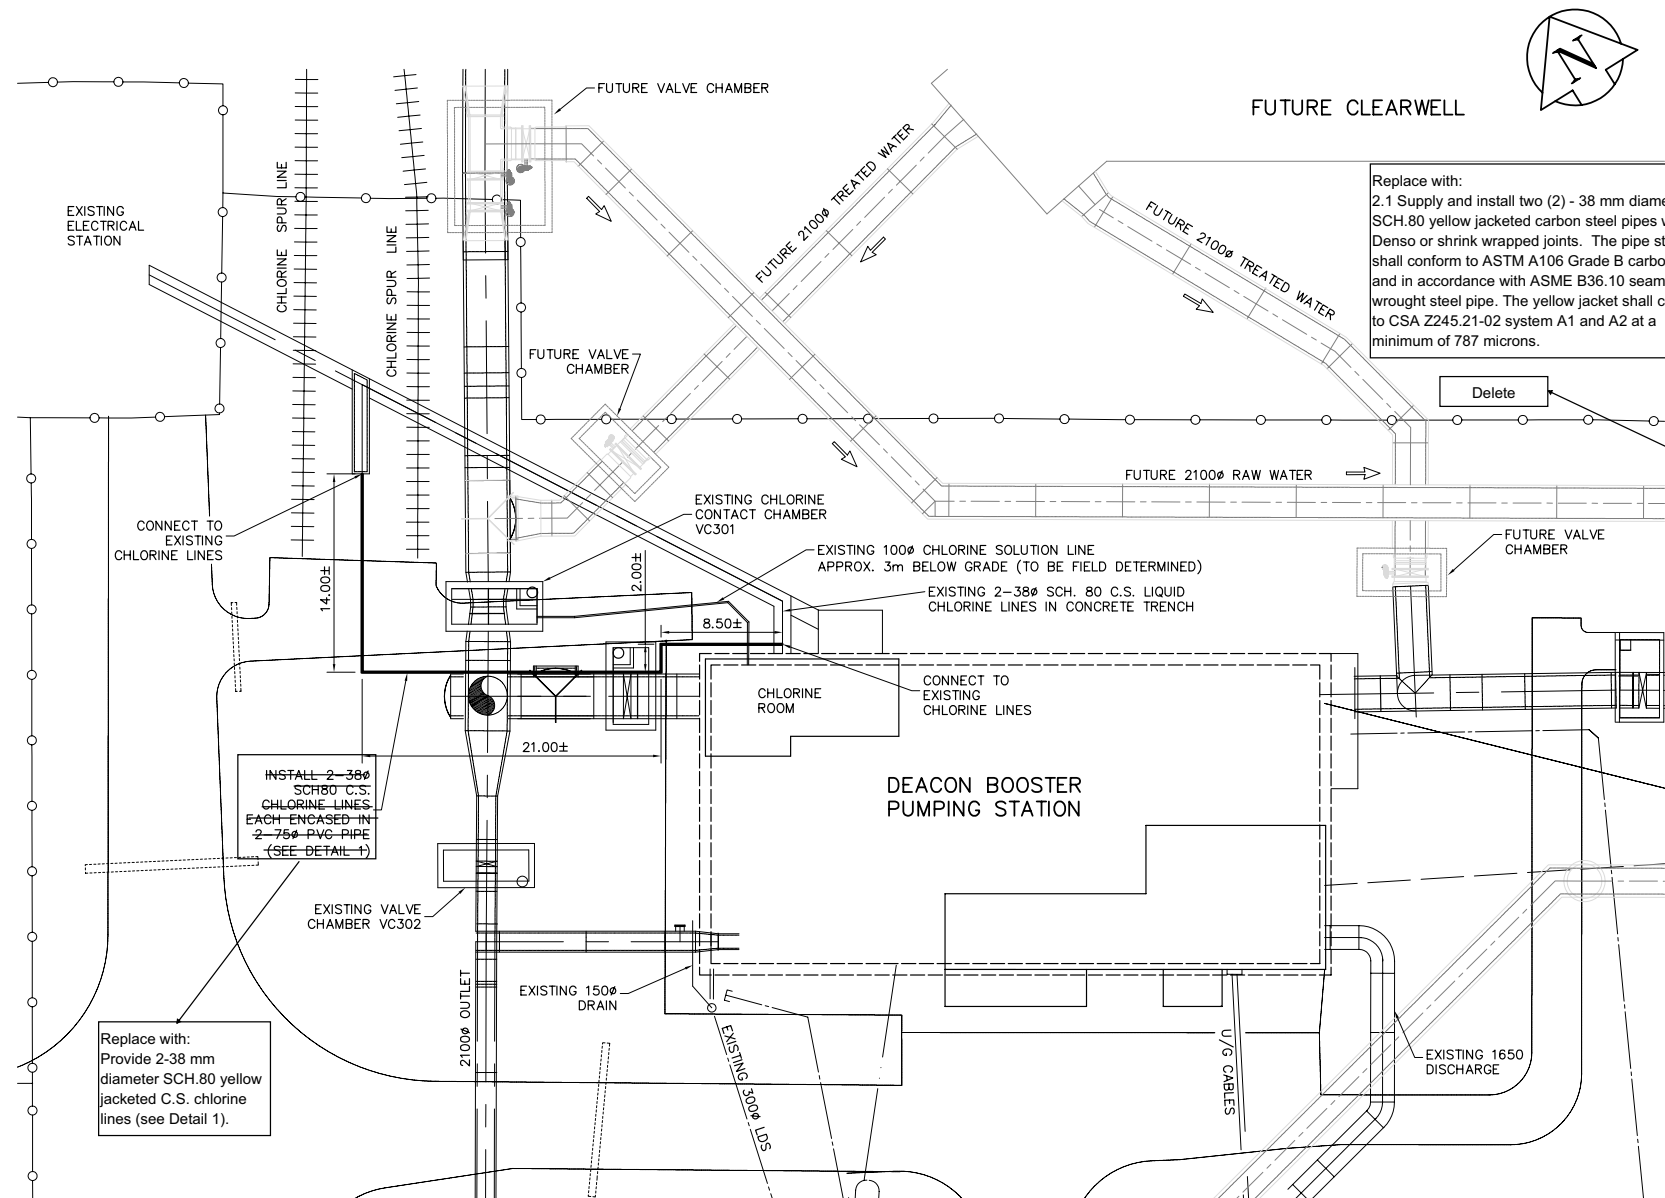 N
FUTURE CLEARWELL
FUTURE VALVE CHAMBER
FUTURE 2100ø TREATED WATER
FUTURE 2100ø TREATED WATER
Replace with:
2.1 Supply and install two (2) - 38 mm diame
SCH.80 yellow jacketed carbon steel pipes w
Denso or shrink wrapped joints.  The pipe st
shall conform to ASTM A106 Grade B carbo
and in accordance with ASME B36.10 seam
wrought steel pipe. The yellow jacket shall c
to CSA Z245.21-02 system A1 and A2 at a
minimum of 787 microns.
Delete
EXISTING
ELECTRICAL
STATION
CHLORINE SPUR LINE
CHLORINE SPUR LINE
FUTURE VALVE
CHAMBER
FUTURE 2100ø RAW WATER
EXISTING CHLORINE
CONTACT CHAMBER
VC301
CONNECT TO
EXISTING
CHLORINE LINES
FUTURE VALVE
CHAMBER
EXISTING 100ø CHLORINE SOLUTION LINE
APPROX. 3m BELOW GRADE (TO BE FIELD DETERMINED)
EXISTING 2-38ø SCH. 80 C.S. LIQUID
CHLORINE LINES IN CONCRETE TRENCH
14.00±
2.00±
8.50±
CHLORINE
ROOM
CONNECT TO
EXISTING
CHLORINE LINES
21.00±
INSTALL 2-38ø
SCH80 C.S.
CHLORINE LINES
EACH ENCASED IN
2-75ø PVC PIPE
(SEE DETAIL 1)
DEACON BOOSTER
PUMPING STATION
EXISTING VALVE
CHAMBER VC302
EXISTING 150ø
DRAIN
2100ø OUTLET
EXISTING 300ø LDS
U/G CABLES
EXISTING 1650
DISCHARGE
Replace with:
Provide 2-38 mm
diameter SCH.80 yellow
jacketed C.S. chlorine
lines (see Detail 1).